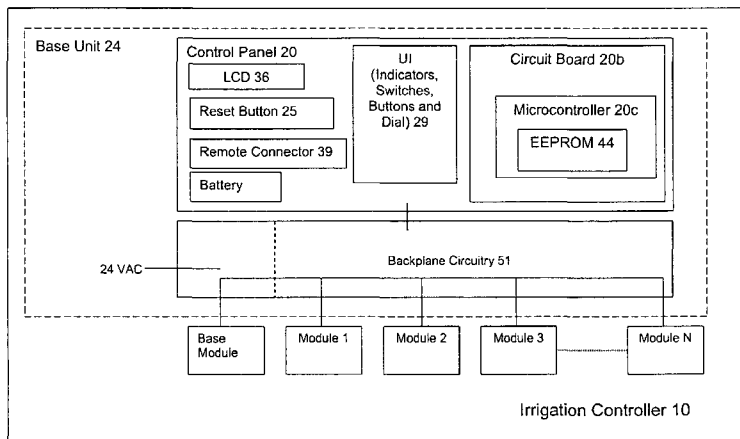 Base Unit 24
Control Panel 20
LCD 36
Reset Button 25
Remote Connector 39
Battery
UI
(Indicators,
Switches,
Buttons and
Dial) 29
Circuit Board 20b
Microcontroller 20c
EEPROM 44
24 VAC
Backplane Circuitry 51
Base
Module
Module 1
Module 2
Module 3
Module N
Irrigation Controller 10